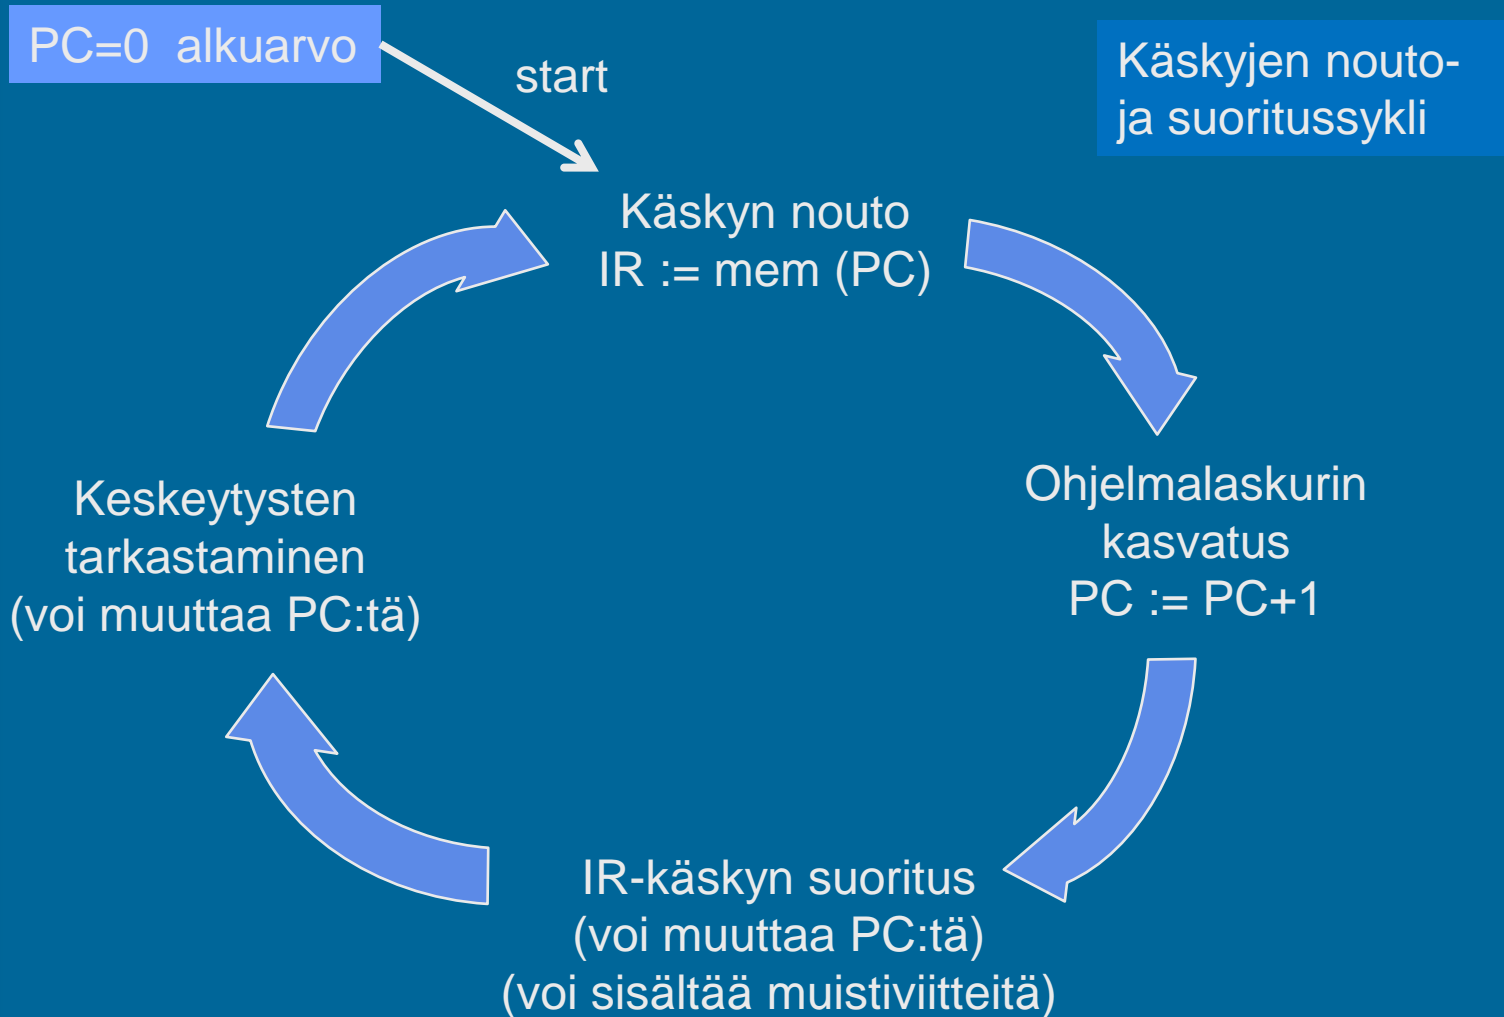 PC=0 alkuarvo
start
Käskyjen nouto-
ja suoritussykli
Käskyn nouto
IR := mem (PC)
Ohjelmalaskurin
kasvatus
PC := PC+1
IR-käskyn suoritus
(voi muuttaa PC:tä)
(voi sisältää muistiviitteitä)
Keskeytysten
tarkastaminen
(voi muuttaa PC:tä)